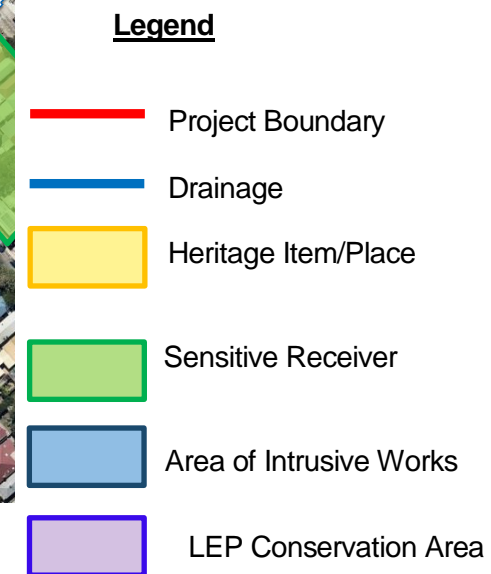 Legend
Project Boundary
Drainage
Heritage Item/Place
Sensitive Receiver
Area of Intrusive Works
LEP Conservation Area